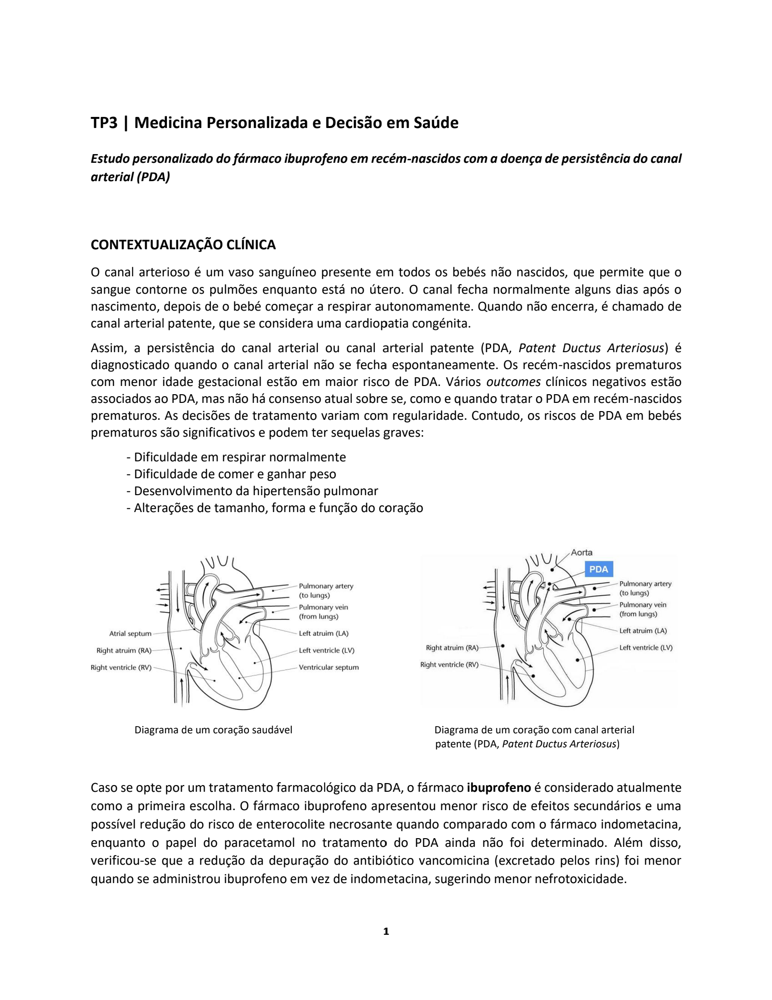 TP3 | Medicina Personalizada e Decisão em Saúde
Estudo personalizado do fármaco ibuprofeno em recém-nascidos com a doença de persistência do canal
arterial (PDA)
CONTEXTUALIZAÇÃO CLÍNICA
O canal arterioso é um vaso sanguíneo presente em todos os bebés não nascidos, que permite que o
sangue contorne os pulmões enquanto está no útero. O canal fecha normalmente alguns dias após o
nascimento, depois de o bebé começar a respirar autonomamente. Quando não encerra, é chamado de
canal arterial patente, que se considera uma cardiopatia congénita.
Assim, a persistência do canal arterial ou canal arterial patente (PDA, Patent Ductus Arteriosus) é
diagnosticado quando o canal arterial não se fecha espontaneamente. Os recém-nascidos prematuros
com menor idade gestacional estão em maior risco de PDA. Vários outcomes clínicos negativos estão
associados ao PDA, mas não há consenso atual sobre se, como e quando tratar o PDA em recém-nascidos
prematuros. As decisões de tratamento variam com regularidade. Contudo, os riscos de PDA em bebés
prematuros são significativos e podem ter sequelas graves:
- Dificuldade em respirar normalmente
- Dificuldade de comer e ganhar peso
- Desenvolvimento da hipertensão pulmonar
- Alterações de tamanho, forma e função do coração
Pulmonary artery
(to lungs)
Pulmonary vein
(from lungs)
Atrial septum
Left atruim (LA)
Right atruim (RA)
Left ventricle (LV)
Right ventricle (RV)
Ventricular septum
Diagrama de um coração saudável
Aorta
PDA
Pulmonary artery
(to lungs)
Pulmonary vein
(from lungs)
Left atruim (LA)
Right atruim (RA)
Left ventricle (LV)
Right ventricle (RV)
Diagrama de um coração com canal arterial
patente (PDA, Patent Ductus Arteriosus)
Caso se opte por um tratamento farmacológico da PDA, o fármaco ibuprofeno é considerado atualmente
como a primeira escolha. O fármaco ibuprofeno apresentou menor risco de efeitos secundários e uma
possível redução do risco de enterocolite necrosante quando comparado com o fármaco indometacina,
enquanto o papel do paracetamol no tratamento do PDA ainda não foi determinado. Além disso,
verificou-se que a redução da depuração do antibiótico vancomicina (excretado pelos rins) foi menor
quando se administrou ibuprofeno em vez de indometacina, sugerindo menor nefrotoxicidade.
1